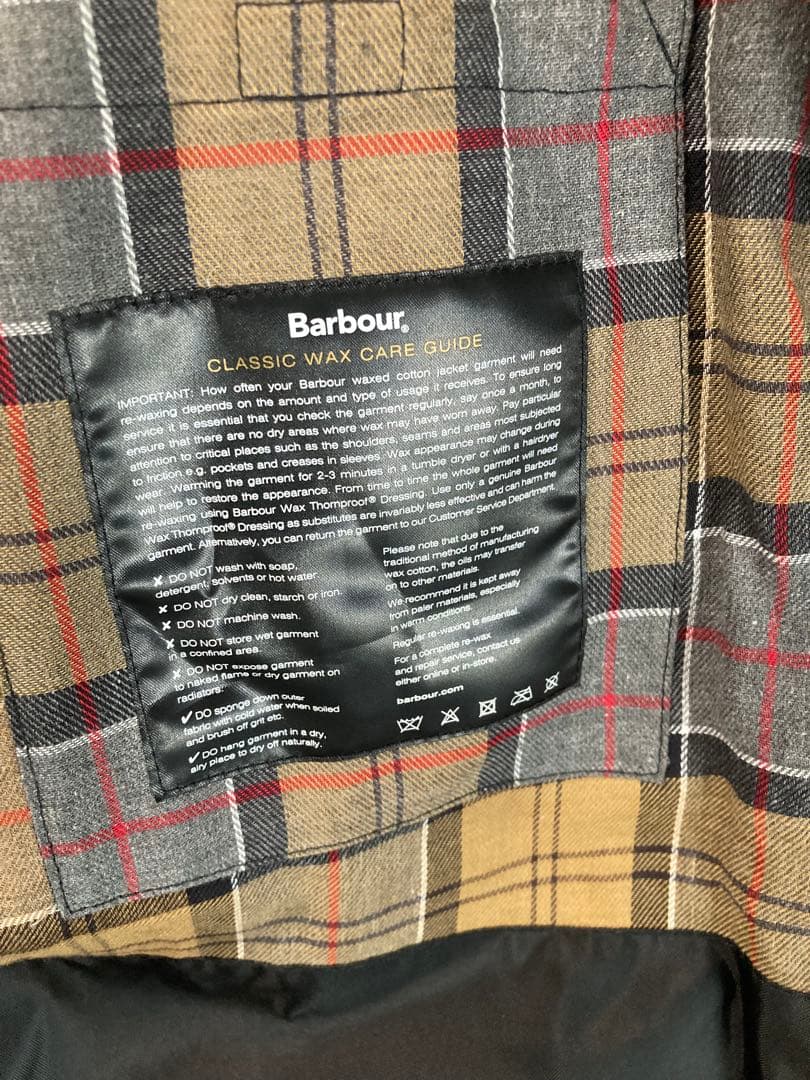 Barbour.
CLASSIC WAX CARE GUIDE
IMPORTANT: How often your Barbour waxed cotton jacket garment will need
re-waxing depends on the amount and type of usage it receives. To ensure long
service it is essential that you check the garment regularly, say once a month, to
ensure that there are no dry areas where wax may have worn away. Pay particular
attention to critical places such as the shoulders, seams and areas most subjected
to friction e.g. pockets and creases in sleeves. Wax appearance may change during
wear. Warming the garment for 2-3 minutes in a tumble dryer or with a hairdryer
will help to restore the appearance. From time to time the whole garment will need
re-waxing using Barbour Wax Thornproof® Dressing. Use only a genuine Barbour
Wax Thornproof® Dressing as substitutes are invariably less effective and can harm the
garment. Alternatively, you can return the garment to our Customer Service Department.
✘ DO NOT wash with soap,
detergent, solvents or hot water
✘ DO NOT dry clean, starch or iron.
✘ DO NOT machine wash.
✘ DO NOT store wet garment
in a confined area.
✘ DO NOT expose garment
to naked flame or dry garment on
radiators.
✔ DO sponge down outer
fabric with cold water when soiled
and brush off grit etc.
✔ DO hang garment in a dry,
airy place to dry off naturally.
Please note that due to the
traditional method of manufacturing
wax cotton, the oils may transfer
on to other materials.
We recommend it is kept away
from paler materials, especially
in warm conditions.
Regular re-waxing is essential.
For a complete re-wax
and repair service, contact us
either online or in-store.
barbour.com